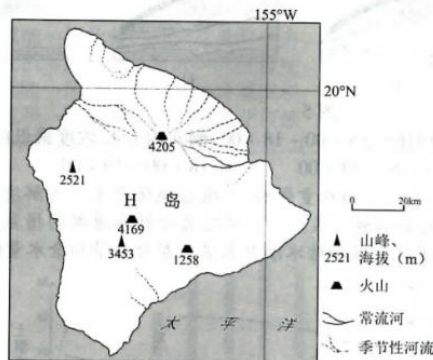 155°W
20°N
4205
2521
H 岛
4169
3453
1258
0 20km
山峰、
2521 海拔（m）
火山
常流河
季节性河流
太 平 洋